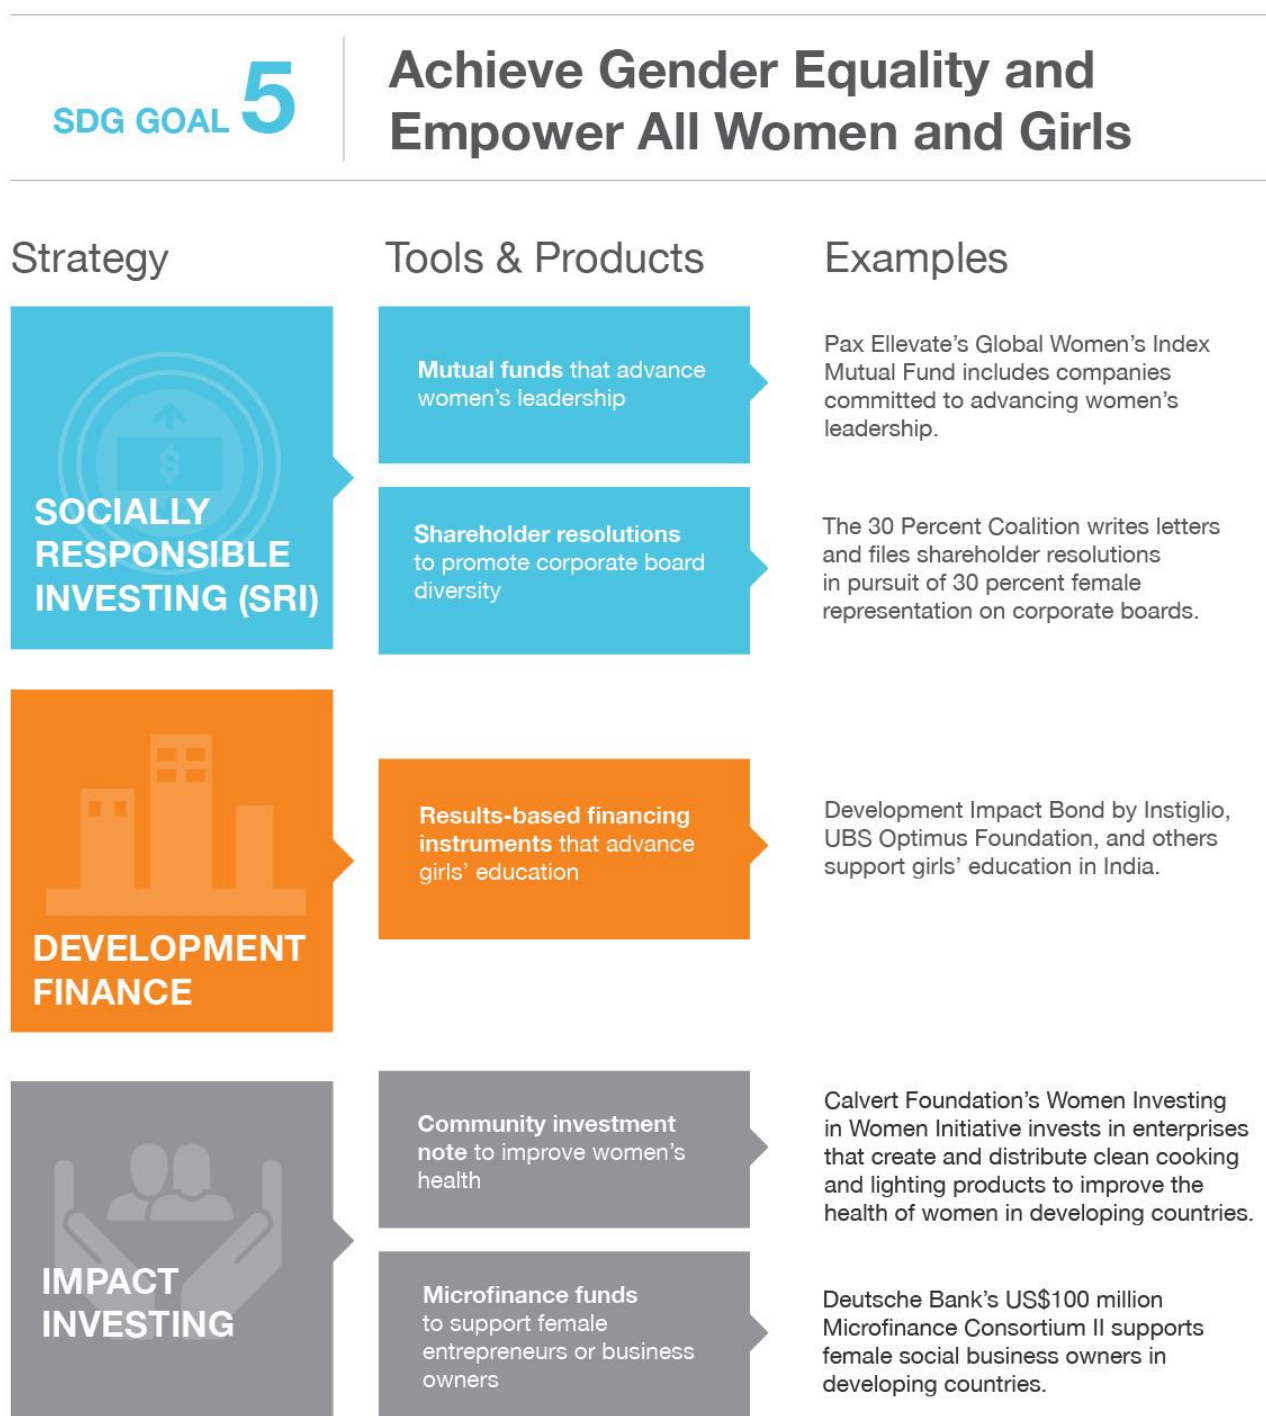 SDG GOAL 5
Achieve Gender Equality and
Empower All Women and Girls
Strategy
Tools & Products
Examples
SOCIALLY
RESPONSIBLE
INVESTING (SRI)
Mutual funds that advance
women's leadership
Pax Ellevate's Global Women's Index
Mutual Fund includes companies
committed to advancing women's
leadership.
Shareholder resolutions
to promote corporate board
diversity
The 30 Percent Coalition writes letters
and files shareholder resolutions
in pursuit of 30 percent female
representation on corporate boards.
DEVELOPMENT
FINANCE
Results-based financing
instruments that advance
girls' education
Development Impact Bond by Instiglio,
UBS Optimus Foundation, and others
support girls' education in India.
IMPACT
INVESTING
Community investment
note to improve women's
health
Calvert Foundation's Women Investing
in Women Initiative invests in enterprises
that create and distribute clean cooking
and lighting products to improve the
health of women in developing countries.
Microfinance funds
to support female
entrepreneurs or business
owners
Deutsche Bank's US$100 million
Microfinance Consortium II supports
female social business owners in
developing countries.